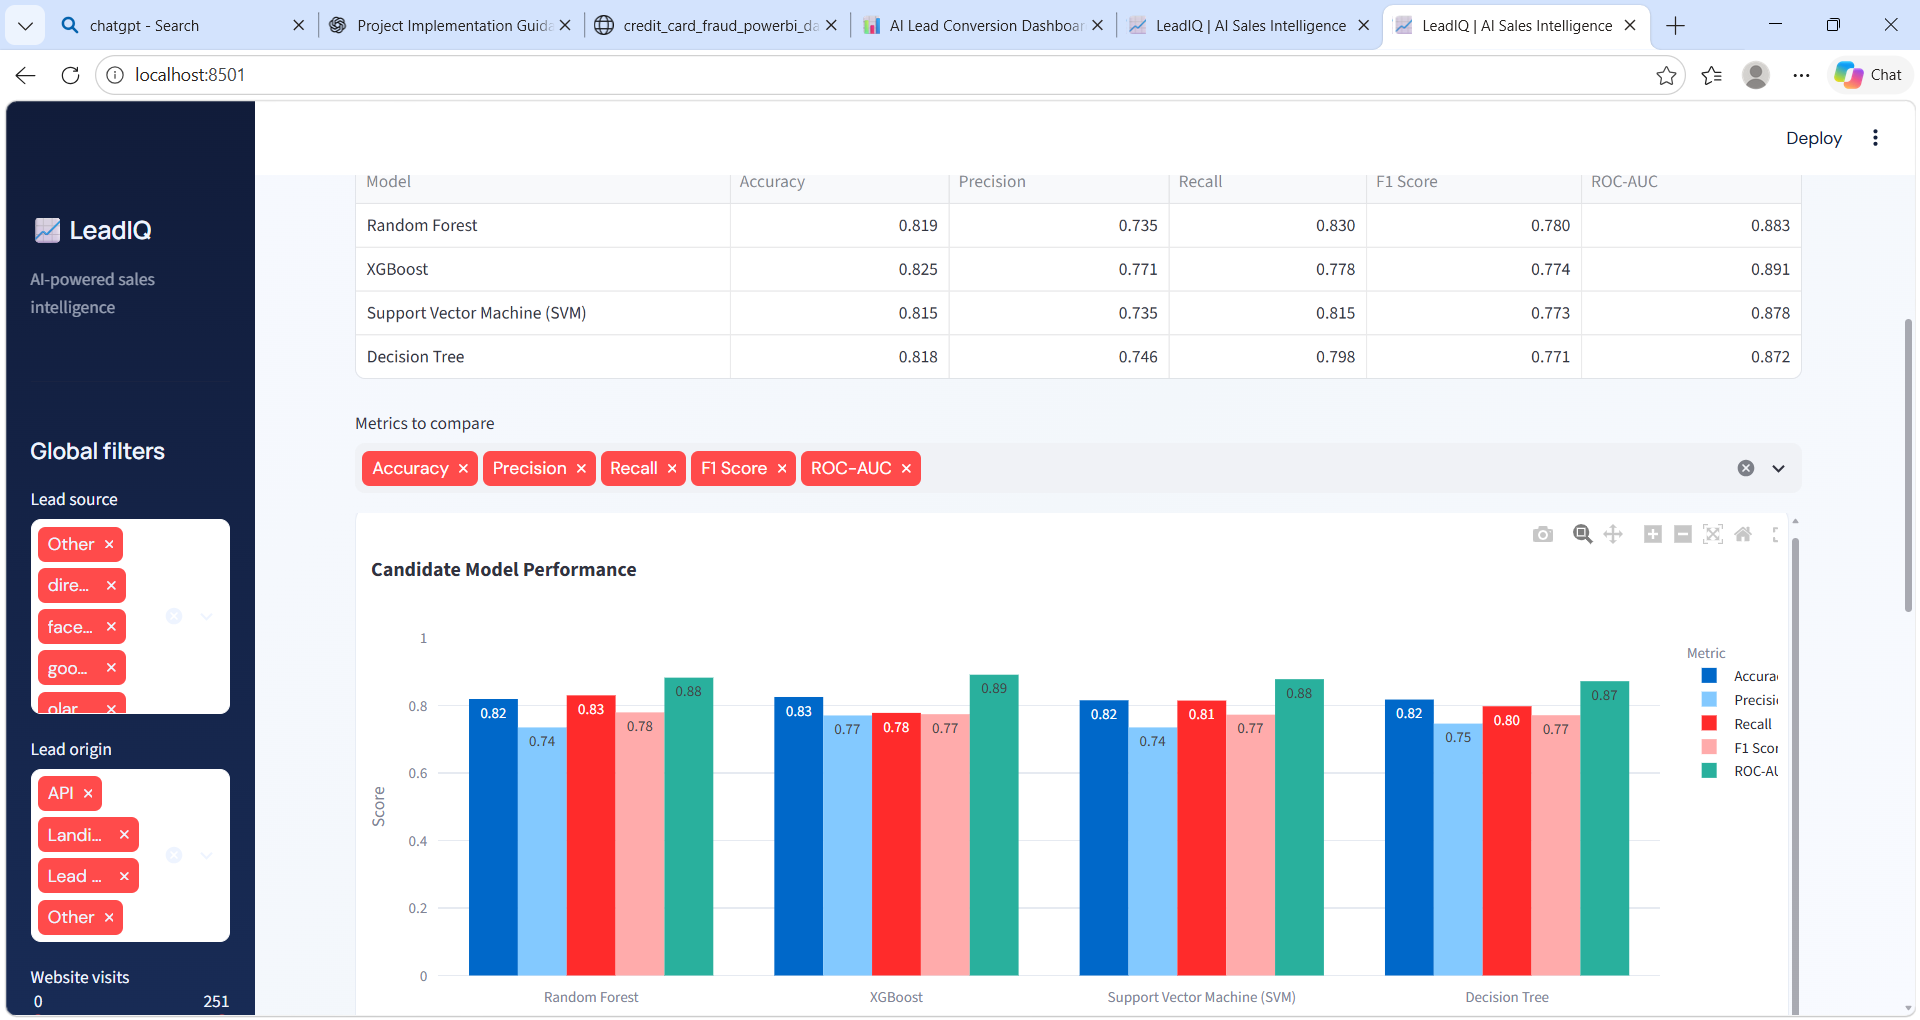 chatgpt - Search
Project Implementation Guida
credit_card_fraud_powerbi_da
AI Lead Conversion Dashboar
LeadIQ | AI Sales Intelligence
LeadIQ | AI Sales Intelligence
localhost:8501
Chat
Deploy
LeadIQ
AI-powered sales
intelligence
Global filters
Lead source
Other
dire...
face...
goo...
olar
Lead origin
API
Landi...
Lead ...
Other
Website visits
0 251
Model Accuracy Precision Recall F1 Score ROC-AUC
Random Forest 0.819 0.735 0.830 0.780 0.883
XGBoost 0.825 0.771 0.778 0.774 0.891
Support Vector Machine (SVM) 0.815 0.735 0.815 0.773 0.878
Decision Tree 0.818 0.746 0.798 0.771 0.872
Metrics to compare
Accuracy Precision Recall F1 Score ROC-AUC
Candidate Model Performance
Score
1
0.8
0.6
0.4
0.2
0
0.82 0.74 0.83 0.78 0.88
0.83 0.77 0.78 0.77 0.89
0.82 0.74 0.81 0.77 0.88
0.82 0.75 0.80 0.77 0.87
Random Forest XGBoost Support Vector Machine (SVM) Decision Tree
Metric
Accura
Precisi
Recall
F1 Scor
ROC-AU